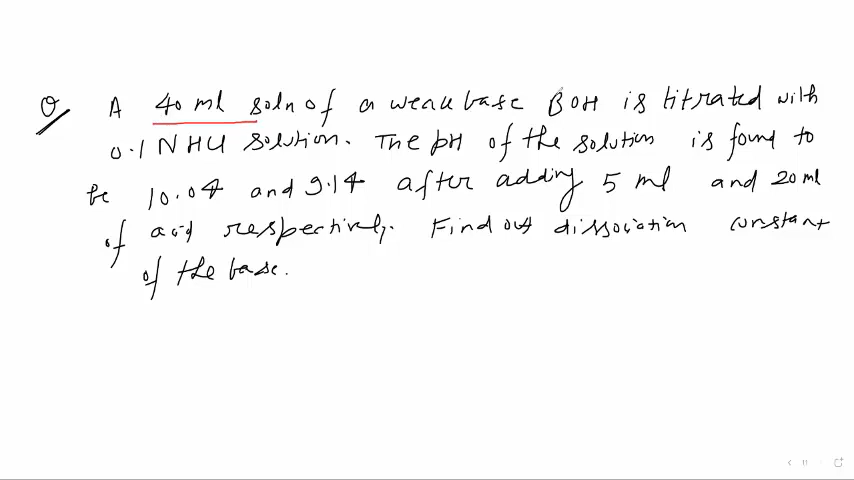 Q A 40 ml soln of a weak base BOH is titrated with
0.1 N HCl solution. The pH of the solution is found to
be 10.04 and 9.14 after adding 5 ml and 20 ml
of acid respectively. Find out dissociation constant
of the base.